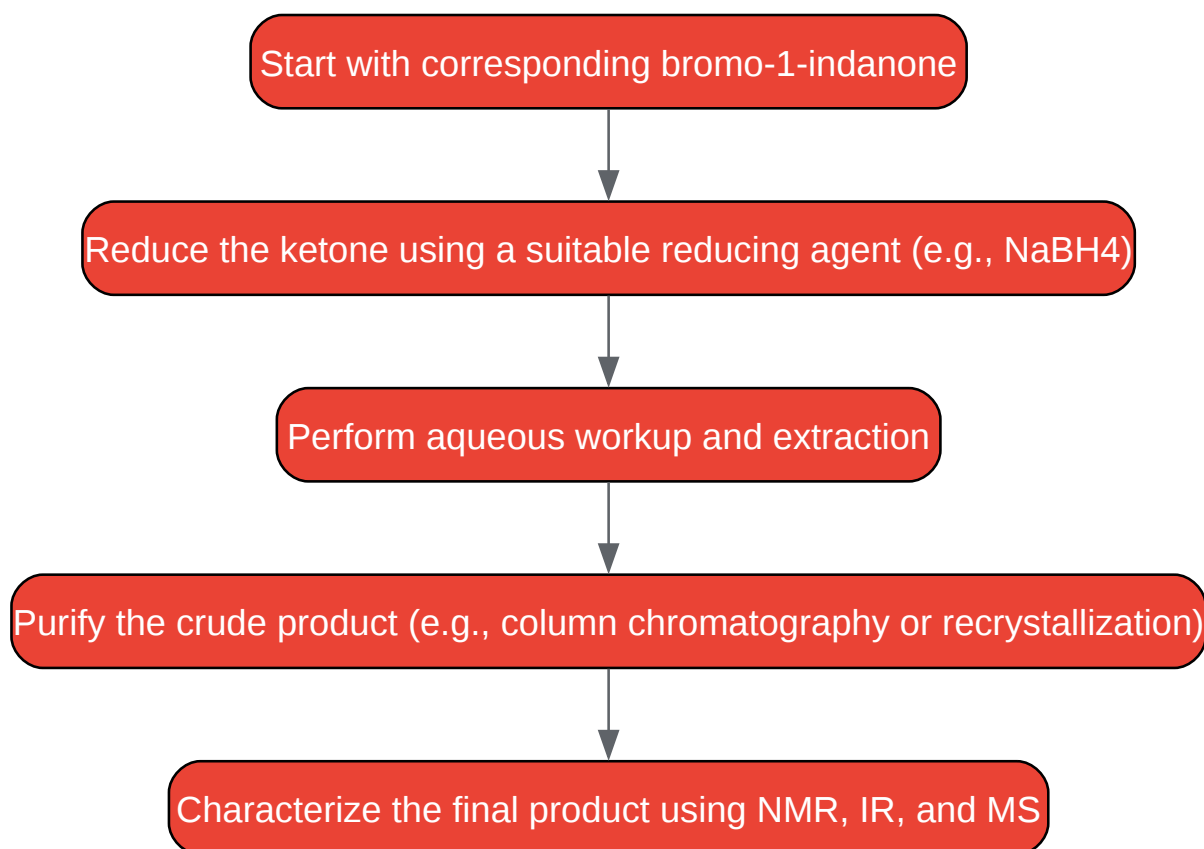 Start with corresponding bromo-1-indanone
Reduce the ketone using a suitable reducing agent (e.g., NaBH4)
Perform aqueous workup and extraction
Purify the crude product (e.g., column chromatography or recrystallization)
Characterize the final product using NMR, IR, and MS